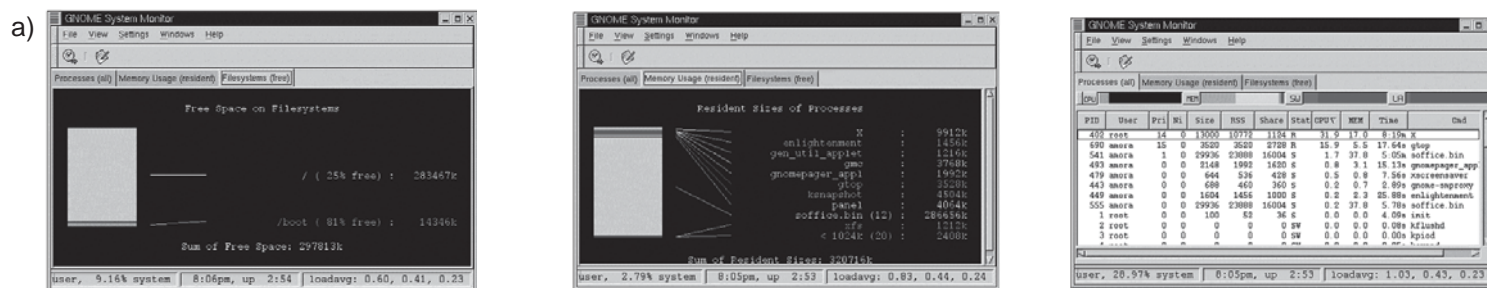 a)
GNOME System Monitor
File View Settings Windows Help
Processes (all) Memory Usage (resident) Filesystems (free)
Free Space on Filesystems
/ ( 25% free) : 283467k
/boot ( 81% free) : 14346k
Sum of Free Space: 297813k
user, 9.16% system 8:06pm, up 2:54 loadavg: 0.60, 0.41, 0.23
GNOME System Monitor
File View Settings Windows Help
Processes (all) Memory Usage (resident) Filesystems (free)
Resident Sizes of Processes
X : 9912k
enlightenment : 1456k
gen_util_applet : 1216k
gmc : 3768k
gnomepager_appl : 1992k
gtop : 3528k
ksnapshot : 4504k
panel : 4064k
soffice.bin (12) : 286656k
xfs : 1212k
< 1024k (20) : 2408k
Sum of Resident Sizes: 320716k
user, 2.79% system 8:05pm, up 2:53 loadavg: 0.83, 0.44, 0.24
GNOME System Monitor
File View Settings Windows Help
Processes (all) Memory Usage (resident) Filesystems (free)
CPU MEM SW LA
PID User Pri Ni Size RSS Share Stat CPU% MEM Time Cmd
402 root 14 0 13000 10772 1124 R 31.9 17.0 8:19m X
690 amora 15 0 3520 3520 2728 R 15.9 5.5 17.64s gtop
541 amora 1 0 29936 23888 16004 S 1.7 37.8 5.05m soffice.bin
493 amora 0 0 2148 1992 1620 S 0.8 3.1 15.13s gnomepager_app
479 amora 0 0 644 536 428 S 0.5 0.8 7.56s xscreensaver
443 amora 0 0 688 460 360 S 0.2 0.7 2.89s gnome-smproxy
449 amora 0 0 1604 1456 1000 S 0.2 2.3 25.88s enlightenment
555 amora 0 0 29936 23888 16004 S 0.2 37.8 5.78s soffice.bin
1 root 0 0 100 52 36 S 0.0 0.0 4.09s init
2 root 0 0 0 0 0 SW 0.0 0.0 0.08s kflushd
3 root 0 0 0 0 0 SW 0.0 0.0 0.00s kpiod
user, 28.97% system 8:05pm, up 2:53 loadavg: 1.03, 0.43, 0.23